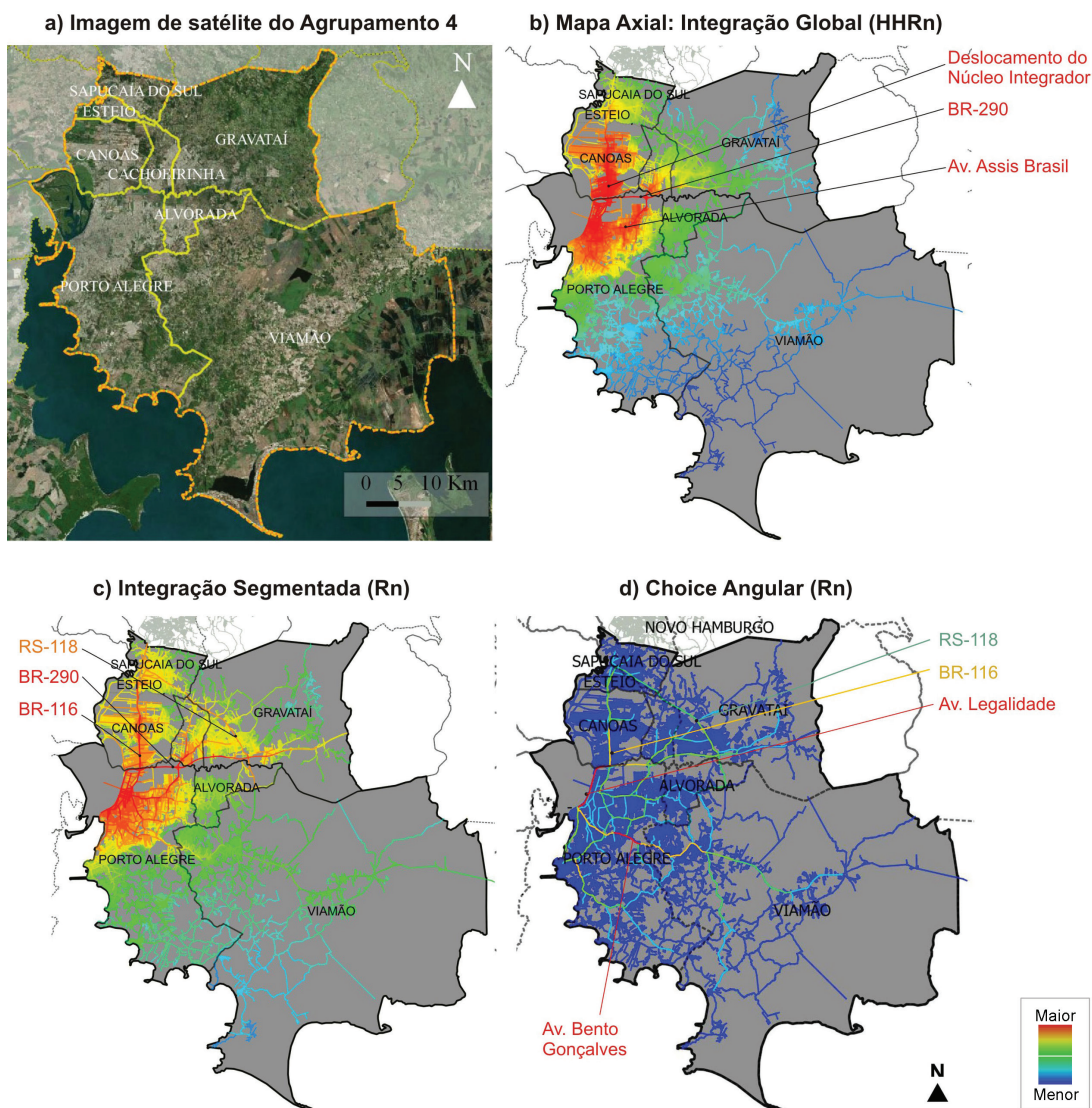 a) Imagem de satélite do Agrupamento 4
N
SAPUCAIA DO SUL
ESTEIO
GRAVATAÍ
CANOAS
CACHOEIRINHA
ALVORADA
PORTO ALEGRE
VIAMÃO
0 5 10 Km
b) Mapa Axial: Integração Global (HHRn)
Deslocamento do
Núcleo Integrador
BR-290
Av. Assis Brasil
SAPUCAIA DO SUL
ESTEIO
GRAVATAÍ
CANOAS
ALVORADA
PORTO ALEGRE
VIAMÃO
c) Integração Segmentada (Rn)
RS-118
BR-290
BR-116
SAPUCAIA DO SUL
ESTEIO
GRAVATAÍ
CANOAS
ALVORADA
PORTO ALEGRE
VIAMÃO
d) Choice Angular (Rn)
NOVO HAMBURGO
RS-118
BR-116
Av. Legalidade
SAPUCAIA DO SUL
ESTEIO
GRAVATAÍ
CANOAS
ALVORADA
PORTO ALEGRE
VIAMÃO
Av. Bento
Gonçalves
N
Maior
Menor